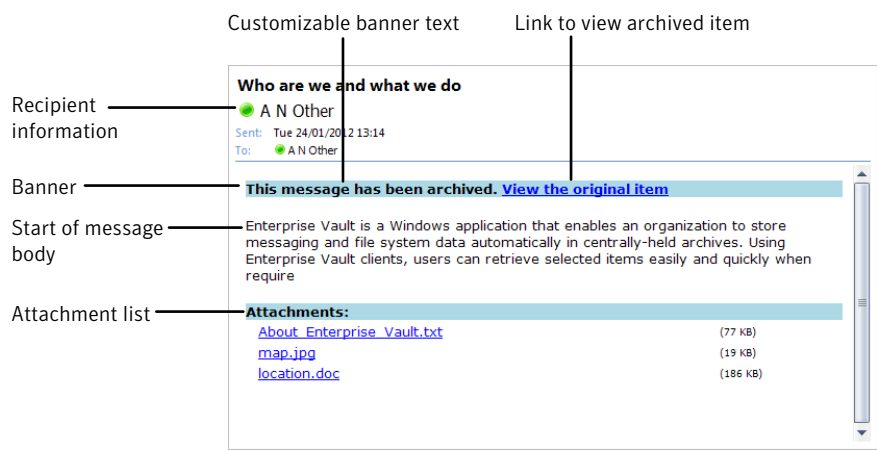 Customizable banner text
Link to view archived item
Who are we and what we do
Recipient
information
A N Other
Sent: Tue 24/01/2012 13:14
To: A N Other
Banner
This message has been archived. View the original item
Start of message
body
Enterprise Vault is a Windows application that enables an organization to store
messaging and file system data automatically in centrally-held archives. Using
Enterprise Vault clients, users can retrieve selected items easily and quickly when
require
Attachment list
Attachments:
About_Enterprise_Vault.txt (77 KB)
map.jpg (19 KB)
location.doc (186 KB)